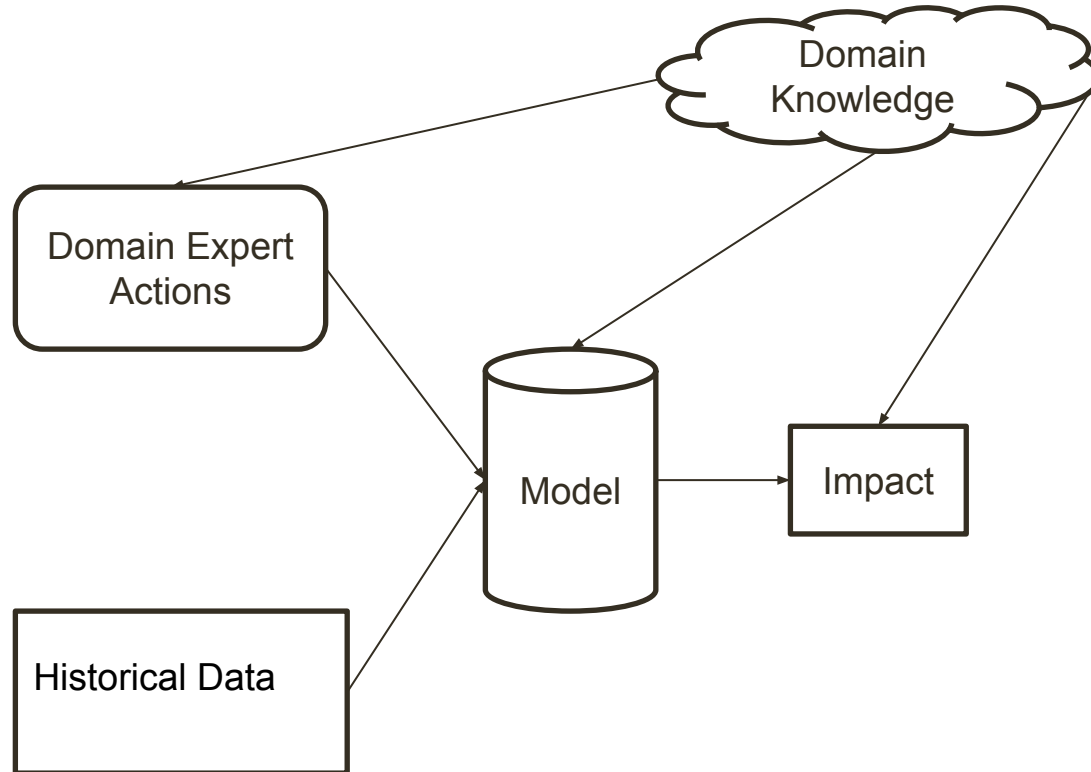 Domain
Knowledge
Domain Expert
Actions
Model
Impact
Historical Data